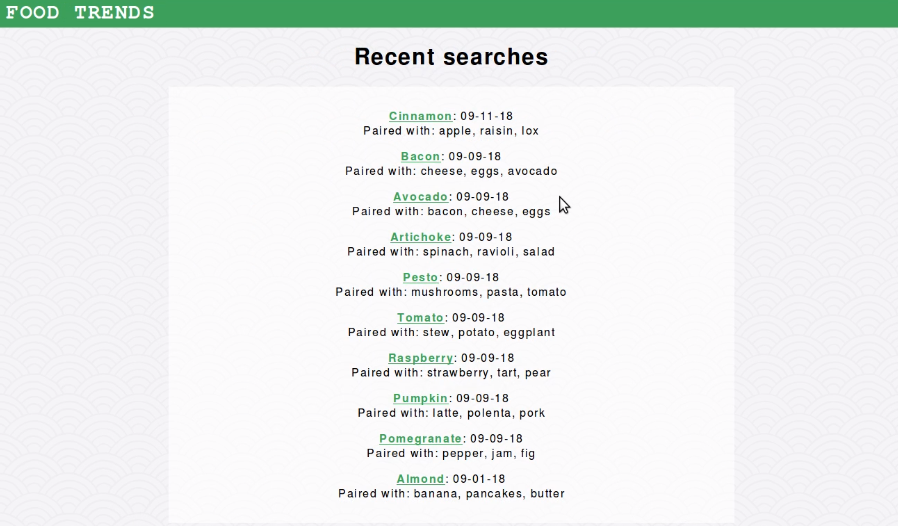 FOOD TRENDS
Recent searches
Cinnamon: 09-11-18
Paired with: apple, raisin, lox
Bacon: 09-09-18
Paired with: cheese, eggs, avocado
Avocado: 09-09-18
Paired with: bacon, cheese, eggs
Artichoke: 09-09-18
Paired with: spinach, ravioli, salad
Pesto: 09-09-18
Paired with: mushrooms, pasta, tomato
Tomato: 09-09-18
Paired with: stew, potato, eggplant
Raspberry: 09-09-18
Paired with: strawberry, tart, pear
Pumpkin: 09-09-18
Paired with: latte, polenta, pork
Pomegranate: 09-09-18
Paired with: pepper, jam, fig
Almond: 09-01-18
Paired with: banana, pancakes, butter